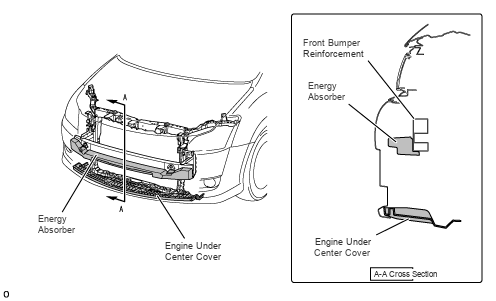 A
A
Energy
Absorber
Engine Under
Center Cover
Front Bumper
Reinforcement
Energy
Absorber
Engine Under
Center Cover
A-A Cross Section
o